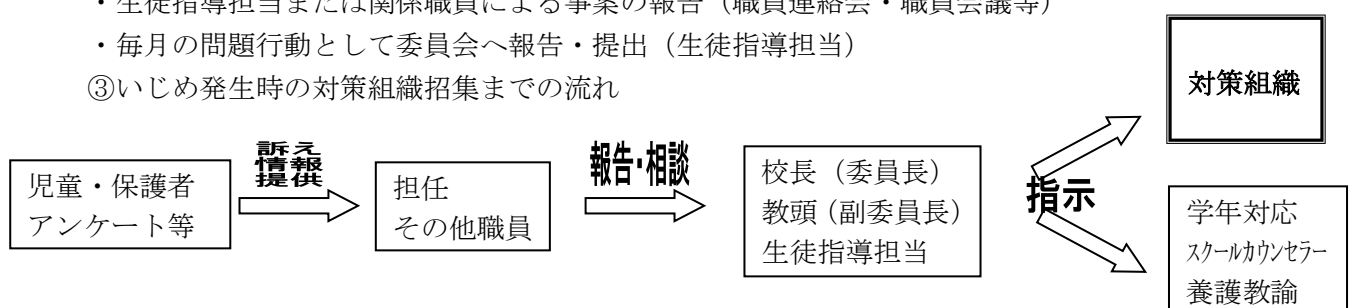 ・生徒指導担当または関係職員による事案の報告（職員連絡会・職員会議等）
・毎月の問題行動として委員会へ報告・提出（生徒指導担当）
③いじめ発生時の対策組織招集までの流れ
児童・保護者
アンケート等
訴え
情報
提供
担任
その他職員
報告・相談
校長（委員長）
教頭（副委員長）
生徒指導担当
指示
対策組織
学年対応
スクールカウンセラー
養護教諭